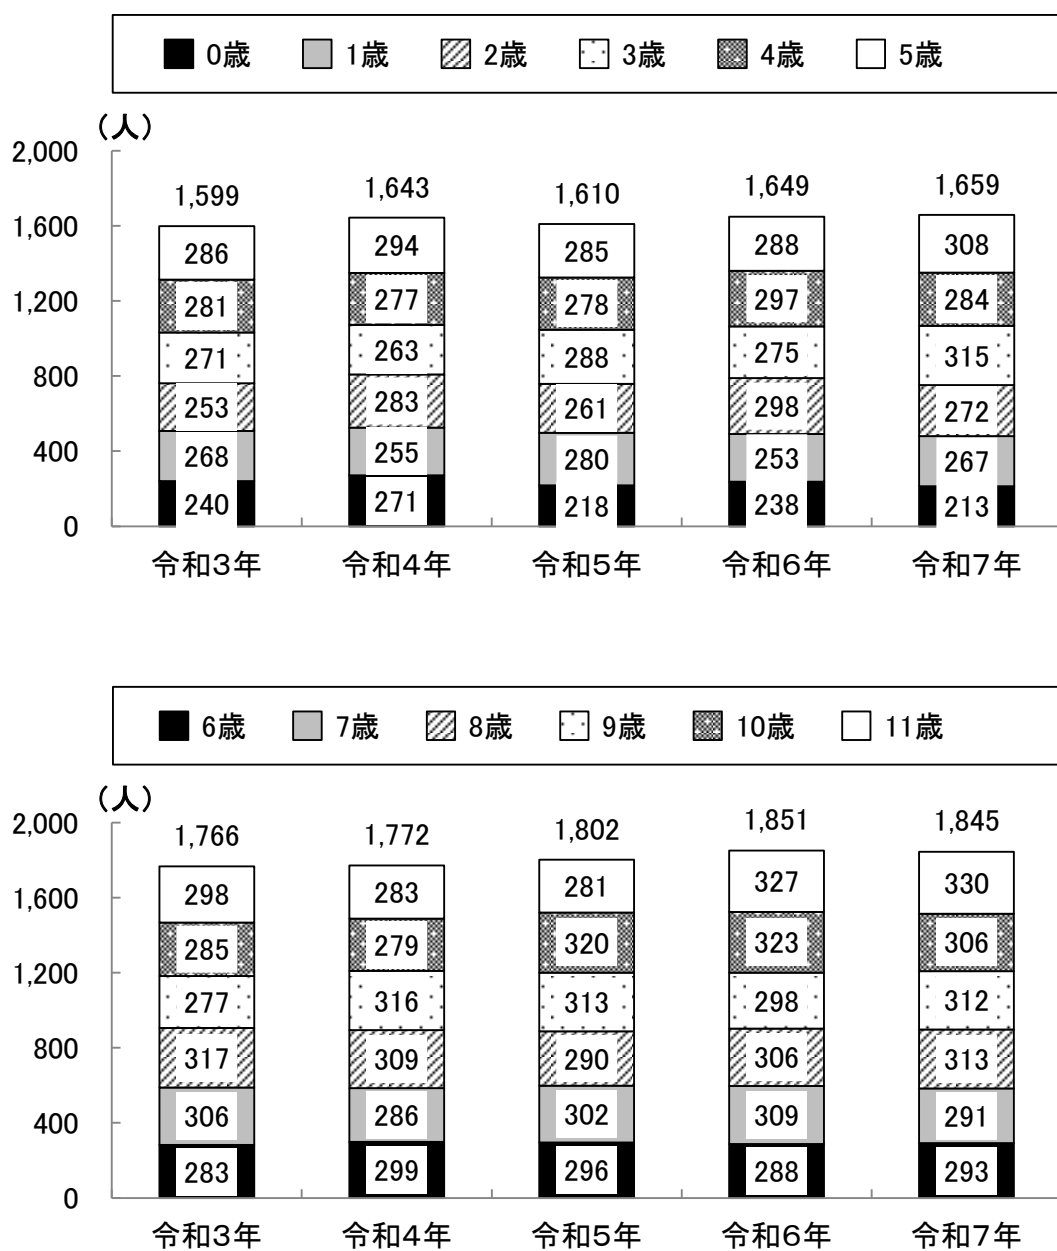 0歳 1歳 2歳 3歳 4歳 5歳
(人)
2,000
1,599 1,643 1,610 1,649 1,659
1,600
286 294 285 288 308
1,200
281 277 278 297 284
271 263 288 275 315
800
253 283 261 298 272
400
268 255 280 253 267
240 271 218 238 213
0
令和3年 令和4年 令和5年 令和6年 令和7年
6歳 7歳 8歳 9歳 10歳 11歳
(人)
2,000
1,766 1,772 1,802 1,851 1,845
1,600
298 283 281 327 330
285 279 320 323 306
1,200
277 316 313 298 312
800
317 309 290 306 313
400
306 286 302 309 291
283 299 296 288 293
0
令和3年 令和4年 令和5年 令和6年 令和7年